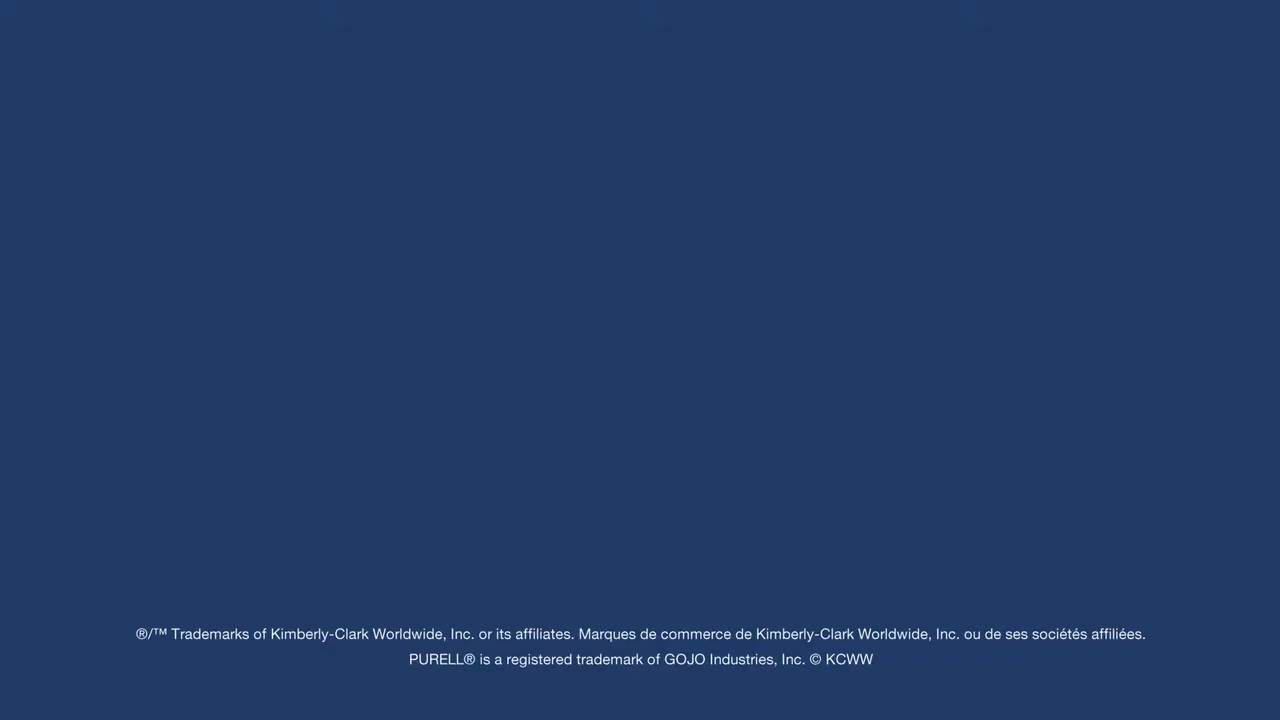 ®/™ Trademarks of Kimberly-Clark Worldwide, Inc. or its affiliates. Marques de commerce de Kimberly-Clark Worldwide, Inc. ou de ses sociétés affiliées.
PURELL® is a registered trademark of GOJO Industries, Inc. © KCWW